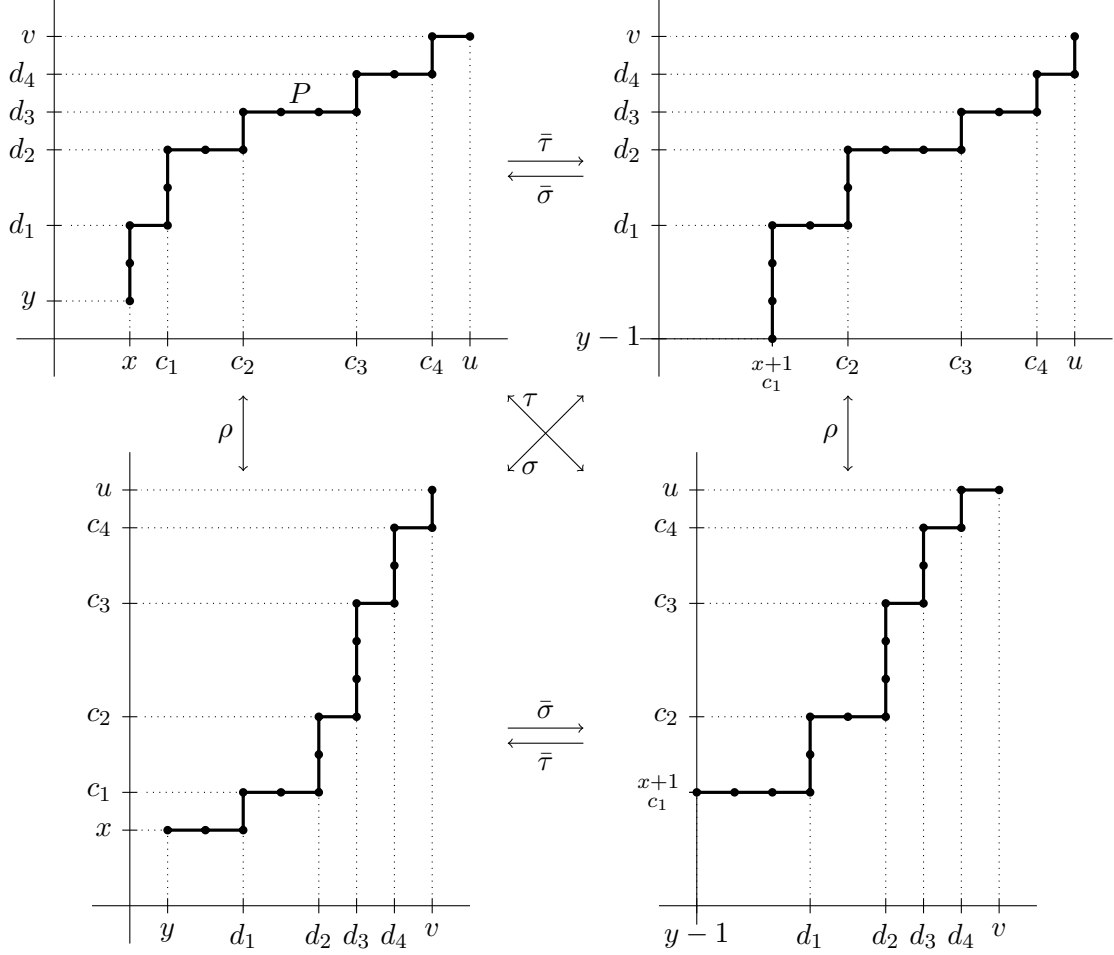 v
v
d₄
d₄
P
d₃
d₃
d₂
τ̄
d₂
σ̄
d₁
d₁
y
y − 1
x c₁ c₂ c₃ c₄ u
x+1 c₂ c₃ c₄ u
c₁
τ
ρ
ρ
σ
u
u
c₄
c₄
c₃
c₃
c₂
σ̄
c₂
τ̄
c₁
x+1
c₁
x
y d₁ d₂ d₃ d₄ v
y − 1 d₁ d₂ d₃ d₄ v